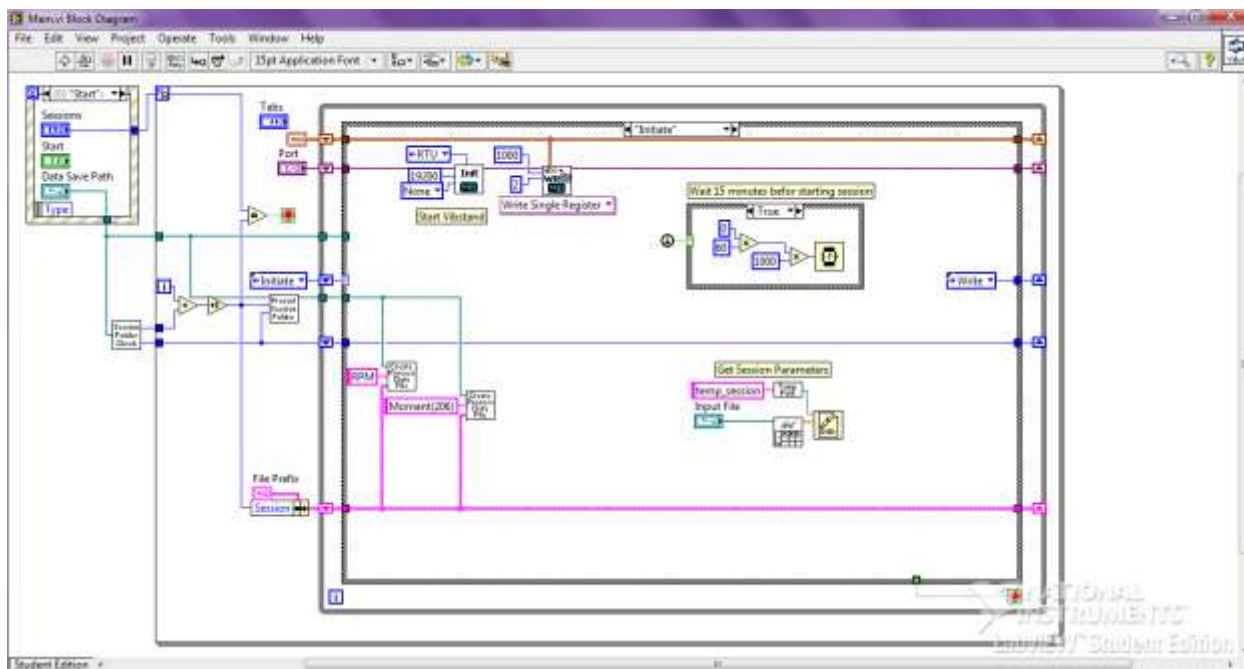 Main.vi Block Diagram
File Edit View Project Operate Tools Window Help
15pt Application Font
"Start"
Sessions
Start
Data Save Path
Type
Tabs
Port
"Initiate"
RTU
19200
None
Init
1000
2
Write Single Register
Start Vibstand
Wait 15 minutes befor starting session
True
0
60
1000
Initiate
Write
Session
Folder
Check
i
RPM
Moment(206)
Get Session Parameters
temp_session
Input File
File Prefix
Session
i
NATIONAL
INSTRUMENTS
LabVIEW Student Edition
Student Edition